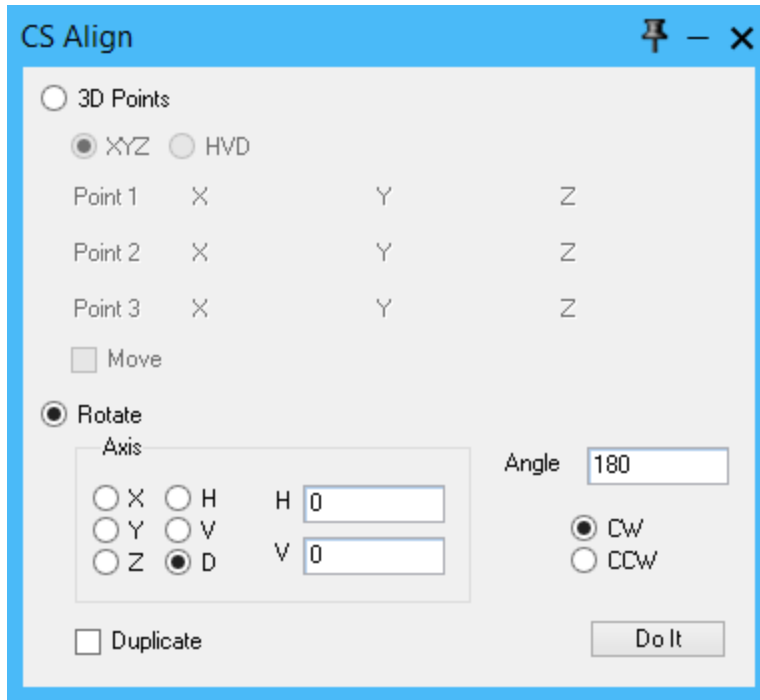 CS Align
3D Points
XYZ HVD
Point 1 X Y Z
Point 2 X Y Z
Point 3 X Y Z
Move
Rotate
Axis
Angle 180
X H H 0
Y V
Z D V 0
CW
CCW
Duplicate
Do It